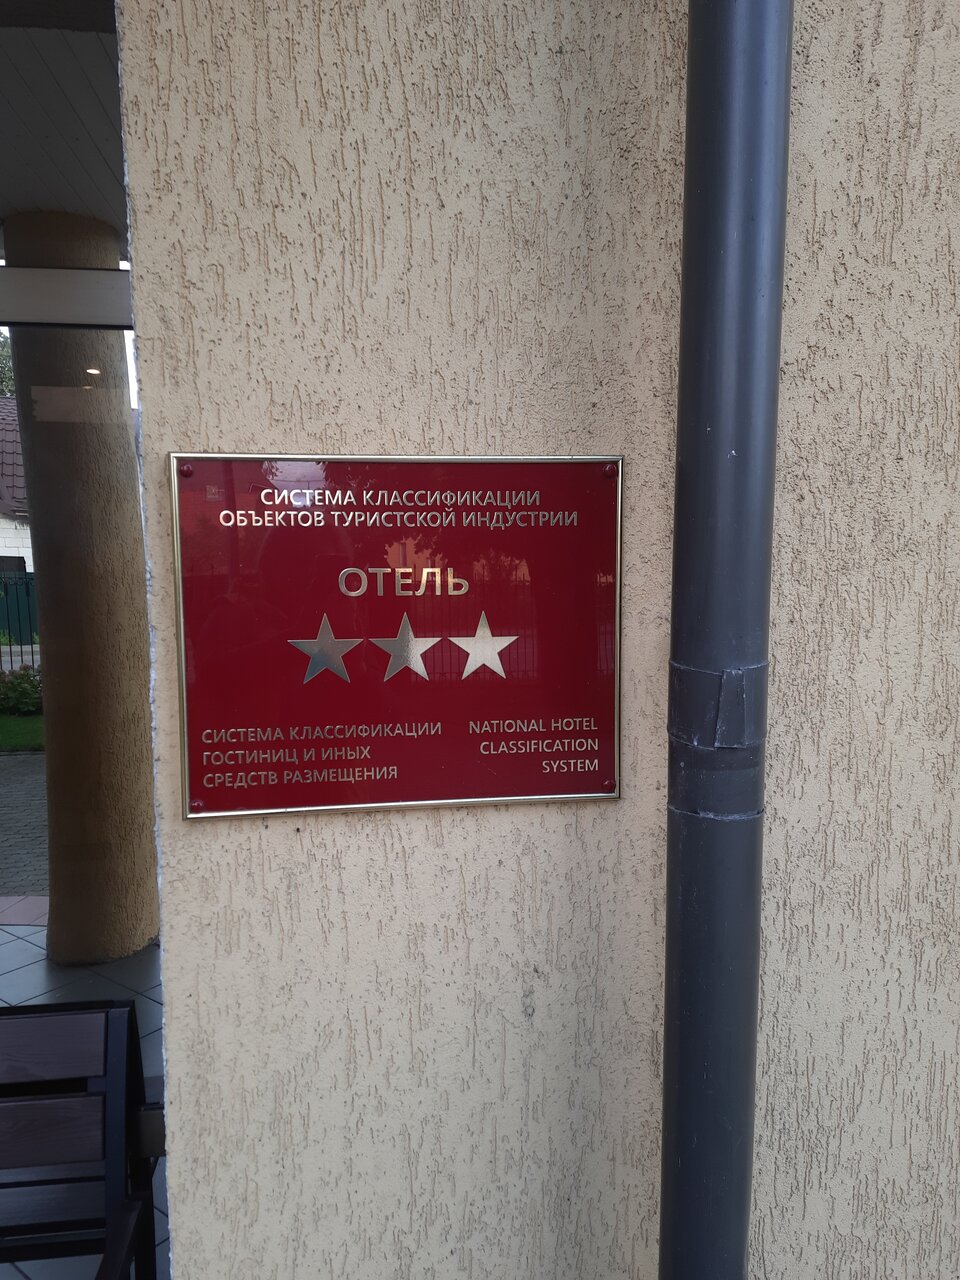 СИСТЕМА КЛАССИФИКАЦИИ
ОБЪЕКТОВ ТУРИСТСКОЙ ИНДУСТРИИ
ОТЕЛЬ
СИСТЕМА КЛАССИФИКАЦИИ
ГОСТИНИЦ И ИНЫХ
СРЕДСТВ РАЗМЕЩЕНИЯ
NATIONAL HOTEL
CLASSIFICATION
SYSTEM